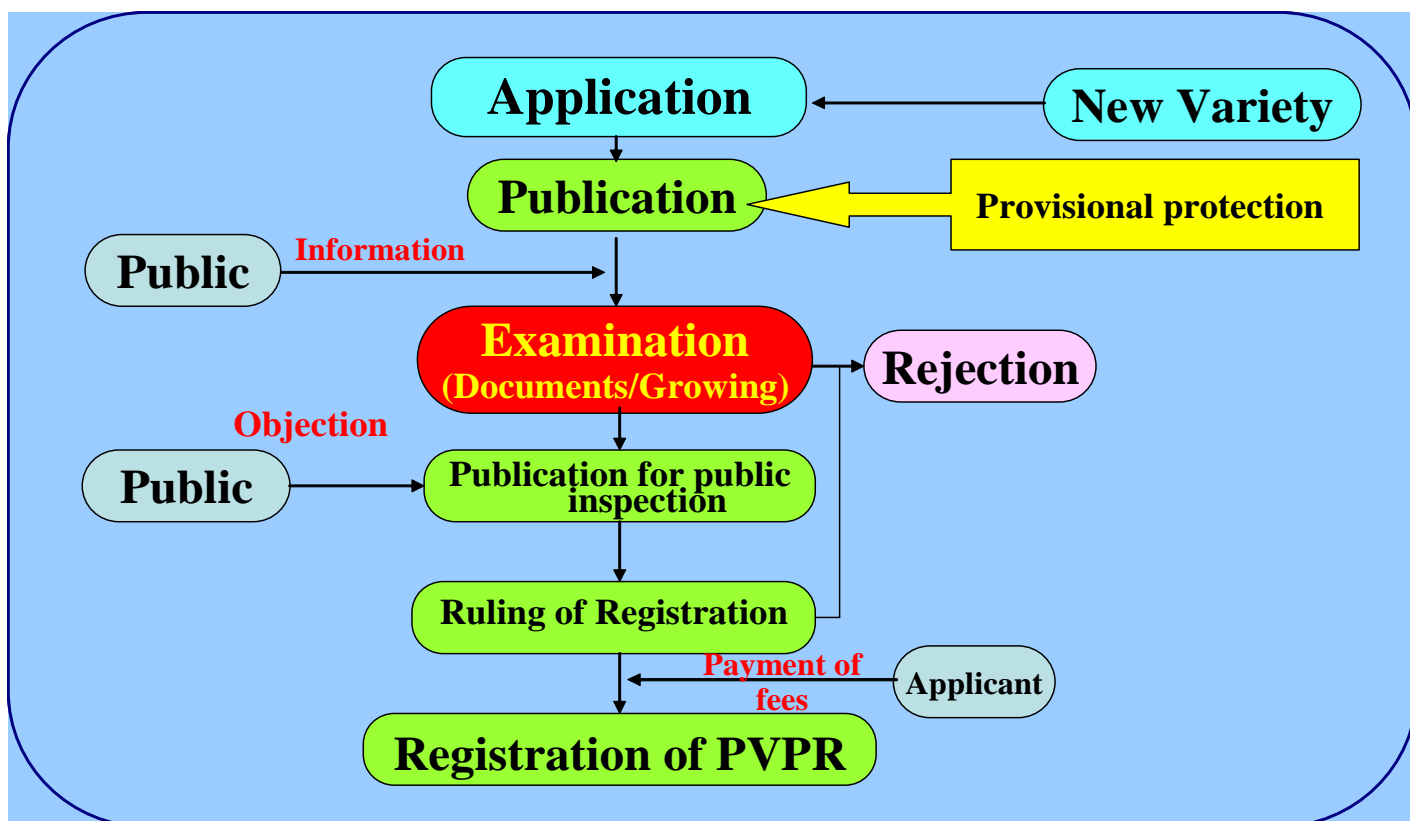 Application
New Variety
Publication
Provisional protection
Information
Public
Examination
(Documents/Growing)
Rejection
Objection
Public
Publication for public
inspection
Ruling of Registration
Payment of
fees
Applicant
Registration of PVPR